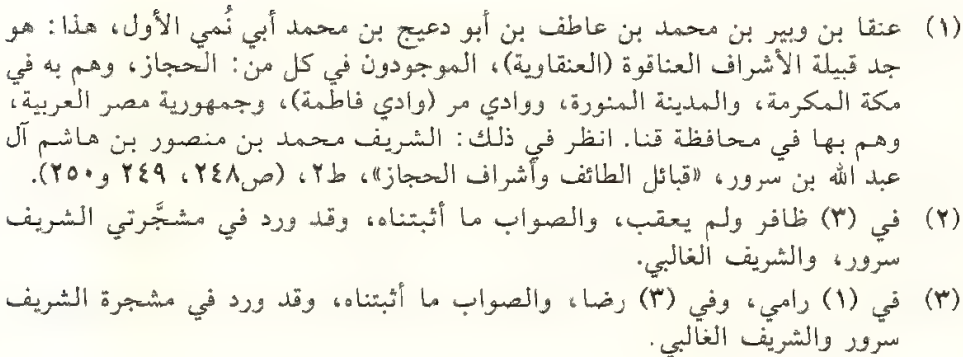 (١) عنقا بن وبير بن محمد بن عاطف بن أبو دعيج بن محمد أبي نُمي الأول، هذا: هو
جد قبيلة الأشراف العناقوة (العنقاوية)، الموجودون في كل من: الحجاز، وهم به في
مكة المكرمة، والمدينة المنورة، ووادي مر (وادي فاطمة)، وجمهورية مصر العربية،
وهم بها في محافظة قنا. انظر في ذلك: الشريف محمد بن منصور بن هاشم آل
عبد الله بن سرور، «قبائل الطائف وأشراف الحجاز»، ط٢، (ص٢٤٨، ٢٤٩ و٢٥٠).
(٢) في (٣) ظافر ولم يعقب، والصواب ما أثبتناه، وقد ورد في مشجَّرتي الشريف
سرور، والشريف الغالبي.
(٣) في (١) رامي، وفي (٣) رضا، والصواب ما أثبتناه، وقد ورد في مشجرة الشريف
سرور والشريف الغالبي.